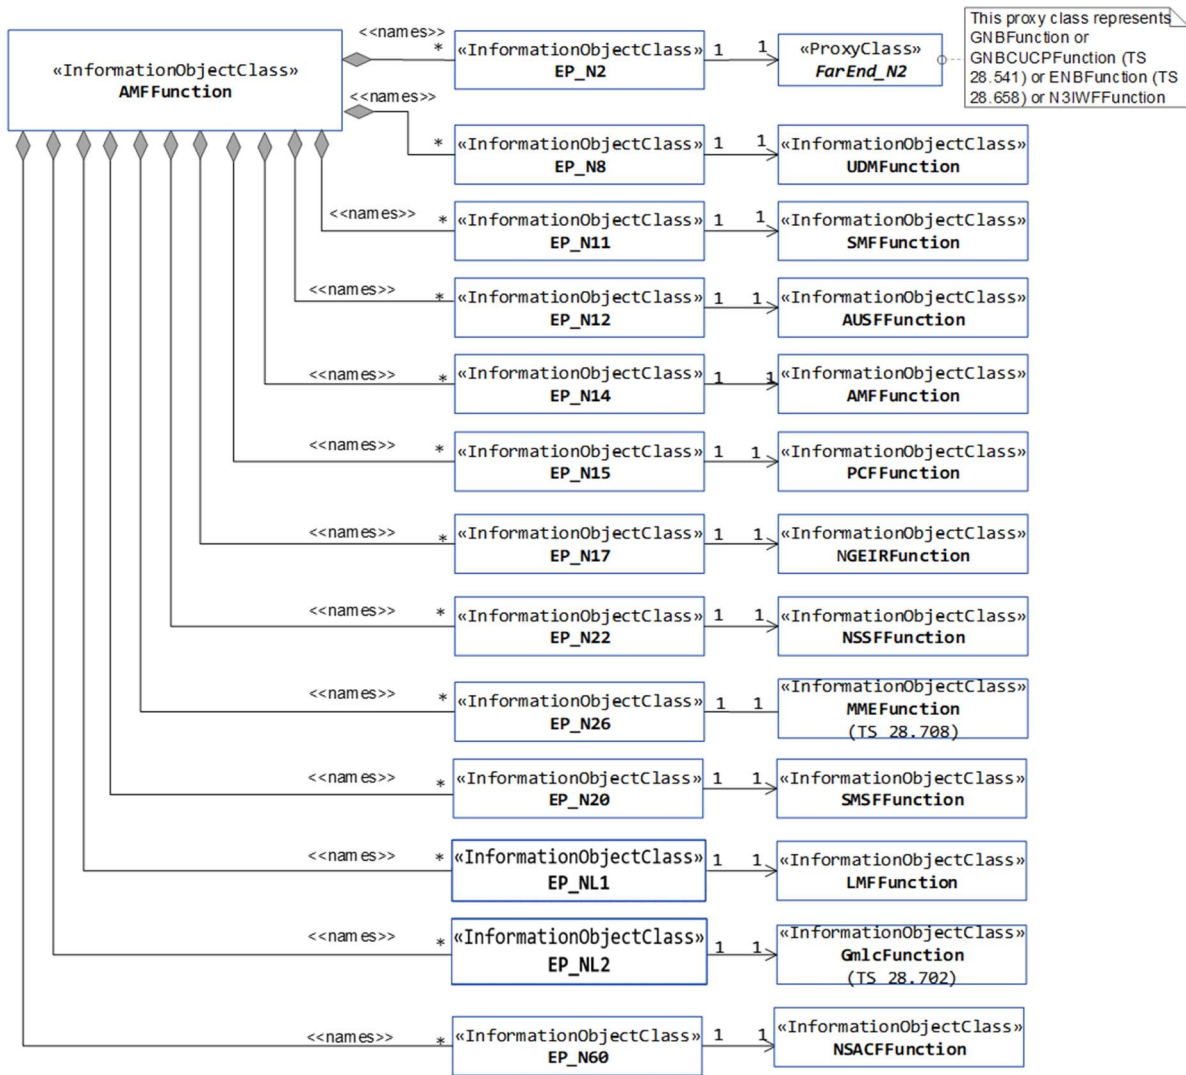 This proxy class represents
GNBFunction or
GNBCUCPFunction (TS
28.541) or ENBFunction (TS
28.658) or N3IWFFunction
«InformationObjectClass»
AMFFunction
<<names>>
*
«InformationObjectClass»
EP_N2
1 1
«ProxyClass»
FarEnd_N2
<<names>>
*
«InformationObjectClass»
EP_N8
1 1
«InformationObjectClass»
UDMFunction
<<names>>
*
«InformationObjectClass»
EP_N11
1 1
«InformationObjectClass»
SMFFunction
<<names>>
*
«InformationObjectClass»
EP_N12
1 1
«InformationObjectClass»
AUSFFunction
<<names>>
*
«InformationObjectClass»
EP_N14
1 1
«InformationObjectClass»
AMFFunction
<<names>>
*
«InformationObjectClass»
EP_N15
1 1
«InformationObjectClass»
PCFFunction
<<names>>
*
«InformationObjectClass»
EP_N17
1 1
«InformationObjectClass»
NGEIRFunction
<<names>>
*
«InformationObjectClass»
EP_N22
1 1
«InformationObjectClass»
NSSFFunction
<<names>>
*
«InformationObjectClass»
EP_N26
1 1
«InformationObjectClass»
MMEFunction
(TS 28.708)
<<names>>
*
«InformationObjectClass»
EP_N20
1 1
«InformationObjectClass»
SMSFFunction
<<names>>
*
«InformationObjectClass»
EP_NL1
1 1
«InformationObjectClass»
LMFFunction
<<names>>
*
«InformationObjectClass»
EP_NL2
1 1
«InformationObjectClass»
GmlcFunction
(TS 28.702)
<<names>>
*
«InformationObjectClass»
EP_N60
1 1
«InformationObjectClass»
NSACFFunction